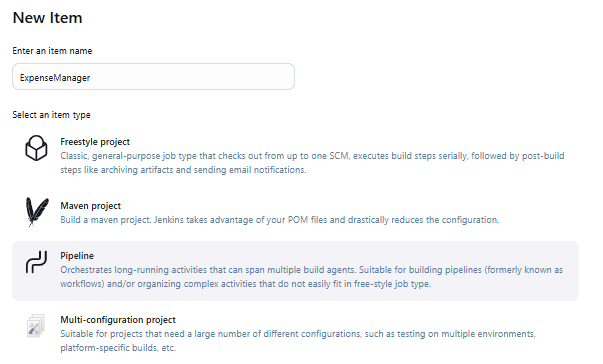 New Item
Enter an item name
ExpenseManager
Select an item type
Freestyle project
Classic, general-purpose job type that checks out from up to one SCM, executes build steps serially, followed by post-build
steps like archiving artifacts and sending email notifications.
Maven project
Build a maven project. Jenkins takes advantage of your POM files and drastically reduces the configuration.
Pipeline
Orchestrates long-running activities that can span multiple build agents. Suitable for building pipelines (formerly known as
workflows) and/or organizing complex activities that do not easily fit in free-style job type.
Multi-configuration project
Suitable for projects that need a large number of different configurations, such as testing on multiple environments,
platform-specific builds, etc.